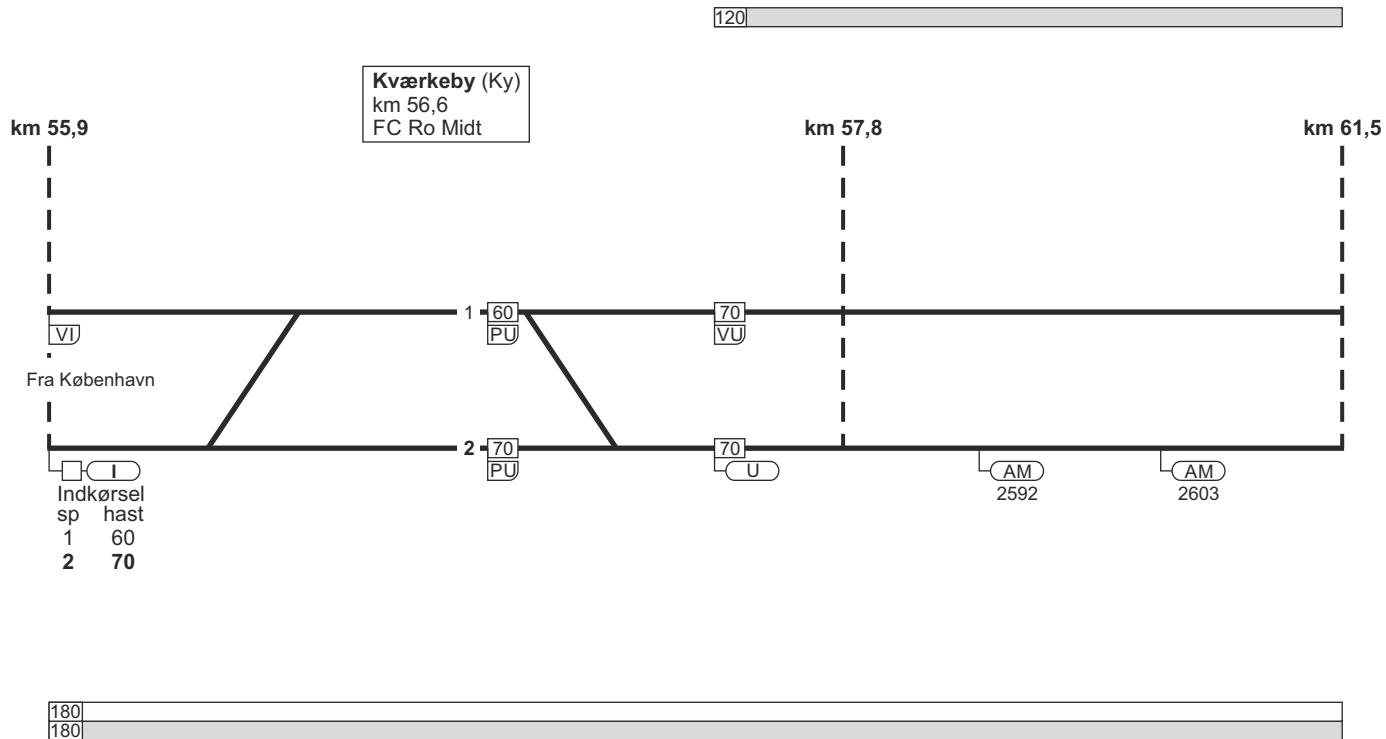 120
Kværkeby (Ky)
km 56,6
FC Ro Midt
km 55,9
km 57,8
km 61,5
1 60
70
PU
VU
VI
Fra København
2 70
70
PU
U
I
AM
2592
AM
2603
Indkørsel
sp hast
1 60
2 70
180
180